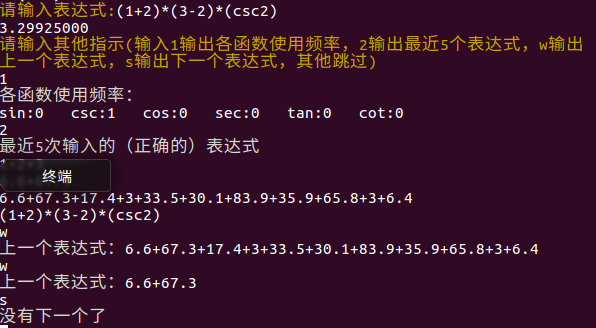 请输入表达式:(1+2)*(3-2)*(csc2)
3.29925000
请输入其他指示(输入1输出各函数使用频率，2输出最近5个表达式，w输出
上一个表达式，s输出下一个表达式，其他跳过)
1
各函数使用频率：
sin:0 csc:1 cos:0 sec:0 tan:0 cot:0
2
最近5次输入的（正确的）表达式
终端
6.6+67.3+17.4+3+33.5+30.1+83.9+35.9+65.8+3+6.4
(1+2)*(3-2)*(csc2)
w
上一个表达式：6.6+67.3+17.4+3+33.5+30.1+83.9+35.9+65.8+3+6.4
w
上一个表达式：6.6+67.3
s
没有下一个了